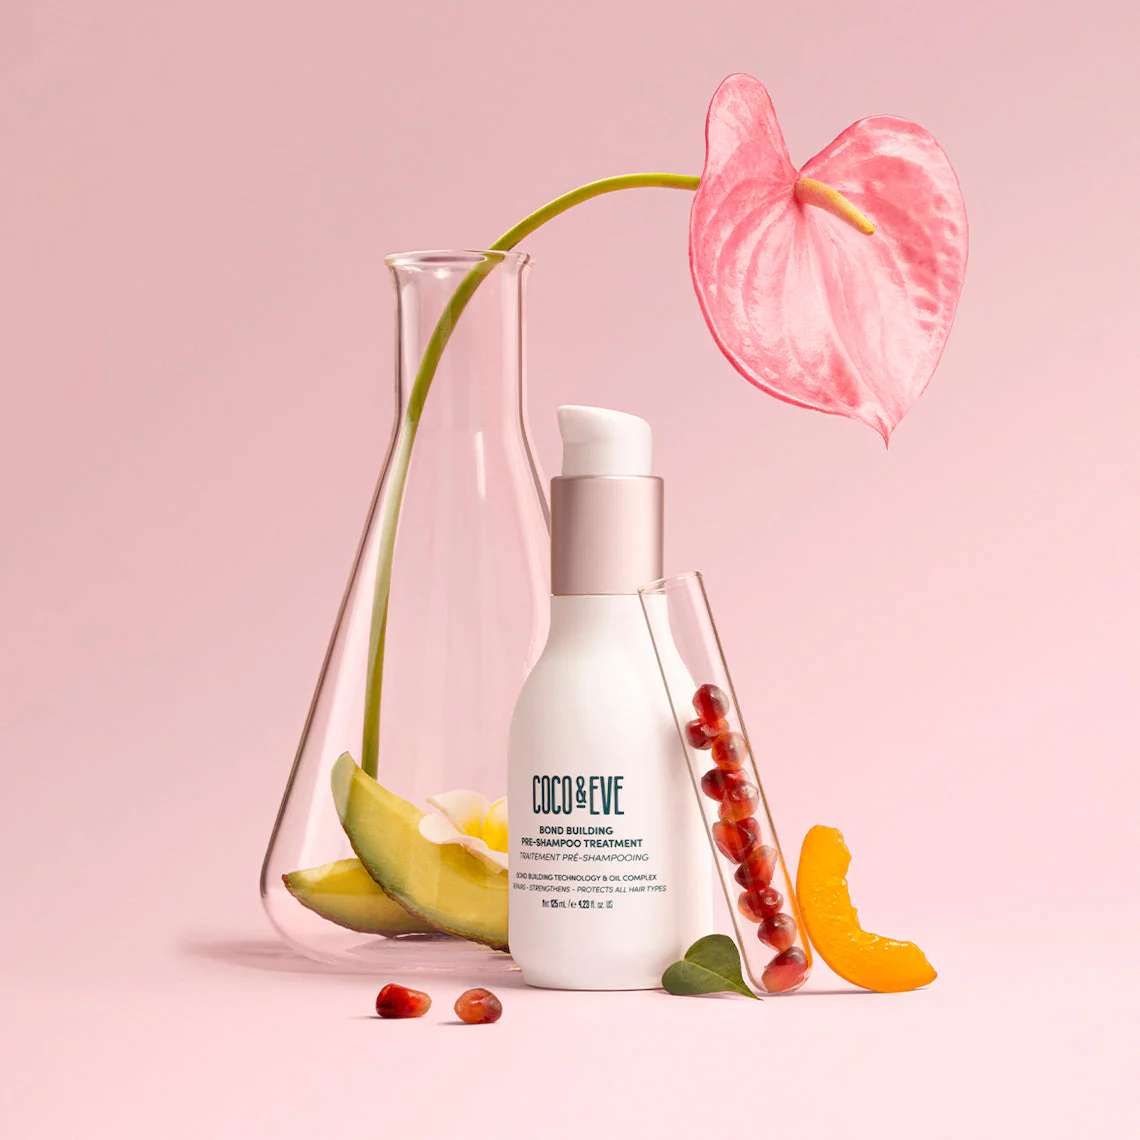 COCO & EVE
BOND BUILDING
PRE-SHAMPOO TREATMENT
TRAITEMENT PRÉ-SHAMPOOING
BOND BUILDING TECHNOLOGY & OIL COMPLEX
REPAIRS - STRENGTHENS - PROTECTS ALL HAIR TYPES
125 mL / e 4.23 fl. oz. US